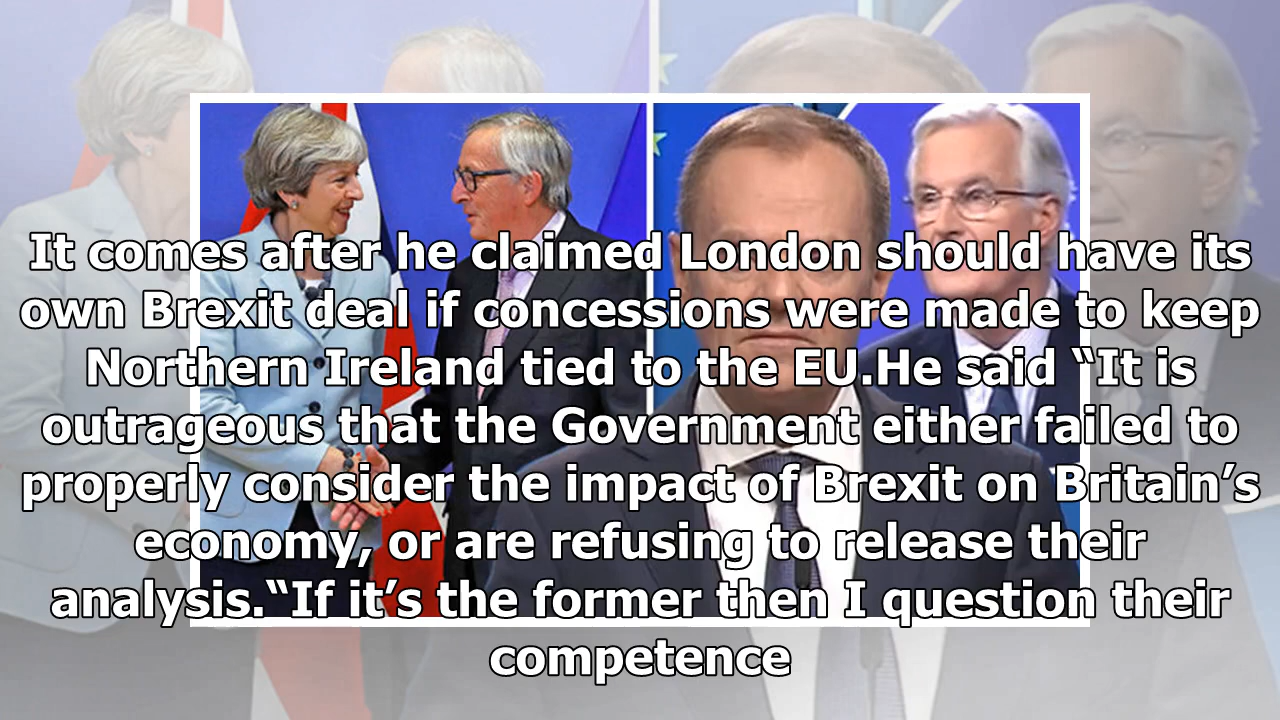 It comes after he claimed London should have its
own Brexit deal if concessions were made to keep
Northern Ireland tied to the EU.He said “It is
outrageous that the Government either failed to
properly consider the impact of Brexit on Britain’s
economy, or are refusing to release their
analysis.“If it’s the former then I question their
competence